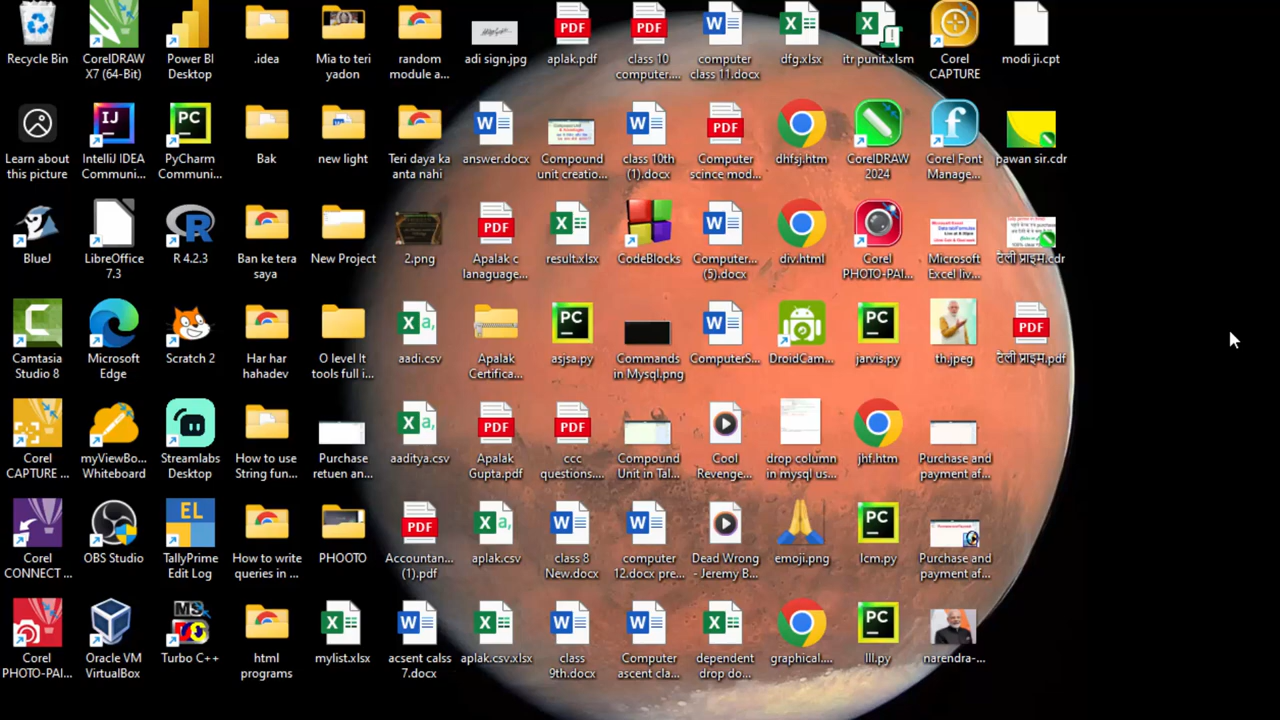 Recycle Bin
CorelDRAW
X7 (64-Bit)
Power BI
Desktop
.idea
Mia to teri
yadon
random
module a...
adi sign.jpg
aplak.pdf
class 10
computer....
computer
class 11.docx
dfg.xlsx
itr punit.xlsm
Corel
CAPTURE
modi ji.cpt
Learn about
this picture
IntelliJ IDEA
Communi...
PyCharm
Communi...
Bak
new light
Teri daya ka
anta nahi
answer.docx
Compound
unit creatio...
class 10th
(1).docx
Computer
scince mod...
dhfsj.htm
CorelDRAW
2024
Corel Font
Manage...
pawan sir.cdr
BlueJ
LibreOffice
7.3
R 4.2.3
Ban ke tera
saya
New Project
2.png
Apalak c
lanaguage...
result.xlsx
CodeBlocks
Computer...
(5).docx
div.html
Corel
PHOTO-PAI...
Microsoft
Excel liv...
टेली प्राइम.cdr
Camtasia
Studio 8
Microsoft
Edge
Scratch 2
Har har
hahadev
O level It
tools full i...
aadi.csv
Apalak
Certifica...
asjsa.py
Commands
in Mysql.png
ComputerS...
DroidCam...
jarvis.py
th.jpeg
टेली प्राइम.pdf
Corel
CAPTURE ...
myViewBo...
Whiteboard
Streamlabs
Desktop
How to use
String fun...
Purchase
retuen an...
aaditya.csv
Apalak
Gupta.pdf
ccc
questions....
Compound
Unit in Tal...
Cool
Revenge...
drop column
in mysql us...
jhf.htm
Purchase and
payment af...
Corel
CONNECT ...
OBS Studio
TallyPrime
Edit Log
How to write
queries in ...
PHOOTO
Accountan...
(1).pdf
aplak.csv
class 8
New.docx
computer
12.docx pre...
Dead Wrong
- Jeremy B...
emoji.png
lcm.py
Purchase and
payment af...
Corel
PHOTO-PAI...
Oracle VM
VirtualBox
Turbo C++
html
programs
mylist.xlsx
acsent calss
7.docx
aplak.csv.xlsx
class
9th.docx
Computer
ascent cla...
dependent
drop do...
graphical....
lll.py
narendra-...